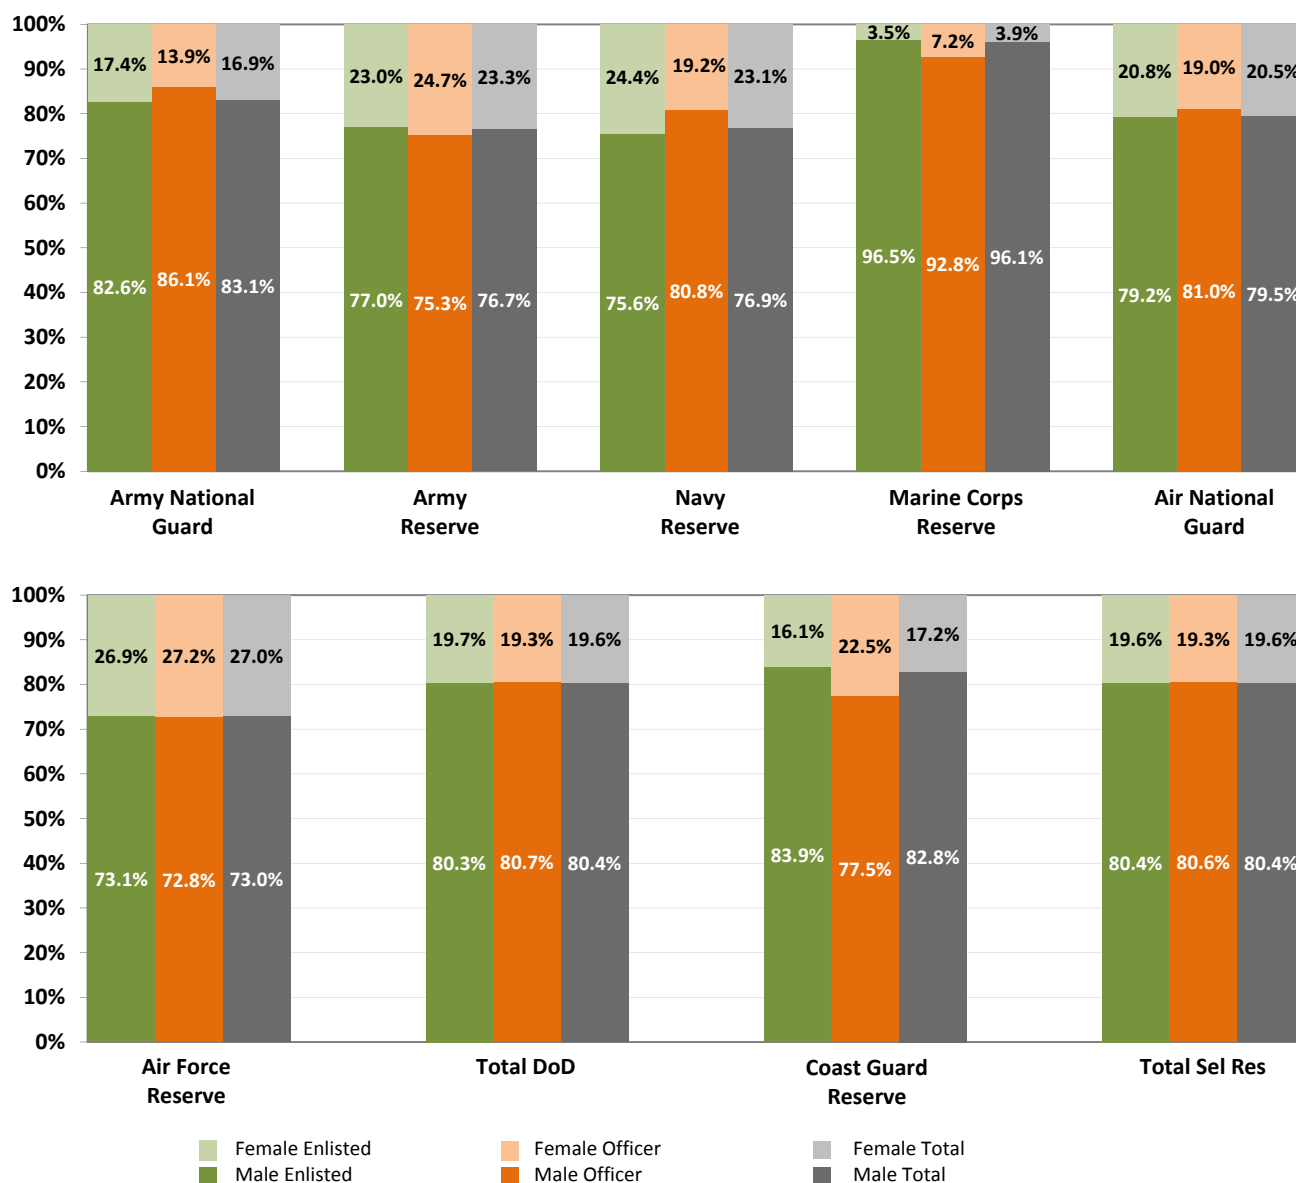 100%
90%
80%
70%
60%
50%
40%
30%
20%
10%
0%
17.4% 13.9% 16.9%
82.6% 86.1% 83.1%
23.0% 24.7% 23.3%
77.0% 75.3% 76.7%
24.4% 19.2% 23.1%
75.6% 80.8% 76.9%
3.5% 7.2% 3.9%
96.5% 92.8% 96.1%
20.8% 19.0% 20.5%
79.2% 81.0% 79.5%
Army National
Guard
Army
Reserve
Navy
Reserve
Marine Corps
Reserve
Air National
Guard
100%
90%
80%
70%
60%
50%
40%
30%
20%
10%
0%
26.9% 27.2% 27.0%
73.1% 72.8% 73.0%
19.7% 19.3% 19.6%
80.3% 80.7% 80.4%
16.1% 22.5% 17.2%
83.9% 77.5% 82.8%
19.6% 19.3% 19.6%
80.4% 80.6% 80.4%
Air Force
Reserve
Total DoD
Coast Guard
Reserve
Total Sel Res
Female Enlisted
Male Enlisted
Female Officer
Male Officer
Female Total
Male Total